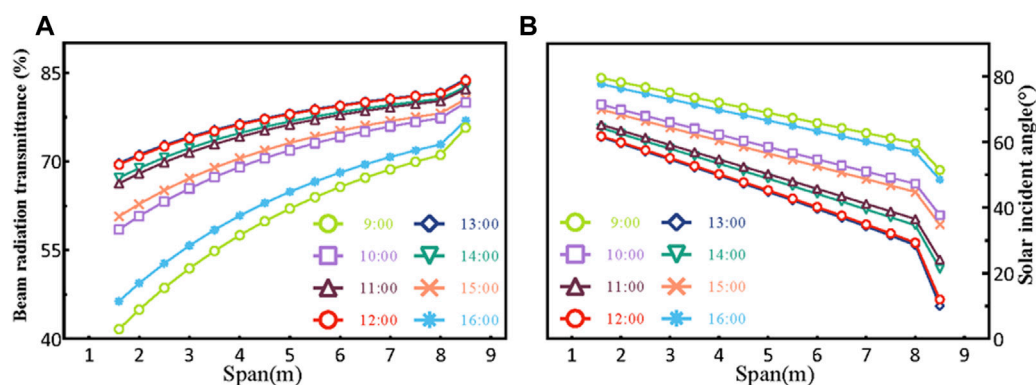 A
Beam radiation transmittance (%)
85
70
55
40
1 2 3 4 5 6 7 8 9
Span(m)
9:00 13:00
10:00 14:00
11:00 15:00
12:00 16:00
B
Solar incident angle(°)
80
60
40
20
0
1 2 3 4 5 6 7 8 9
Span(m)
9:00 13:00
10:00 14:00
11:00 15:00
12:00 16:00